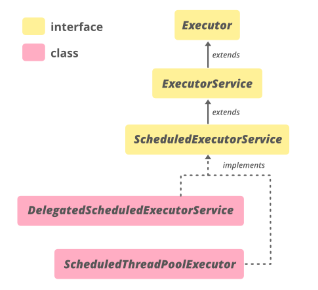 interface
class
Executor
extends
ExecutorService
extends
ScheduledExecutorService
implements
DelegatedScheduledExecutorService
ScheduledThreadPoolExecutor